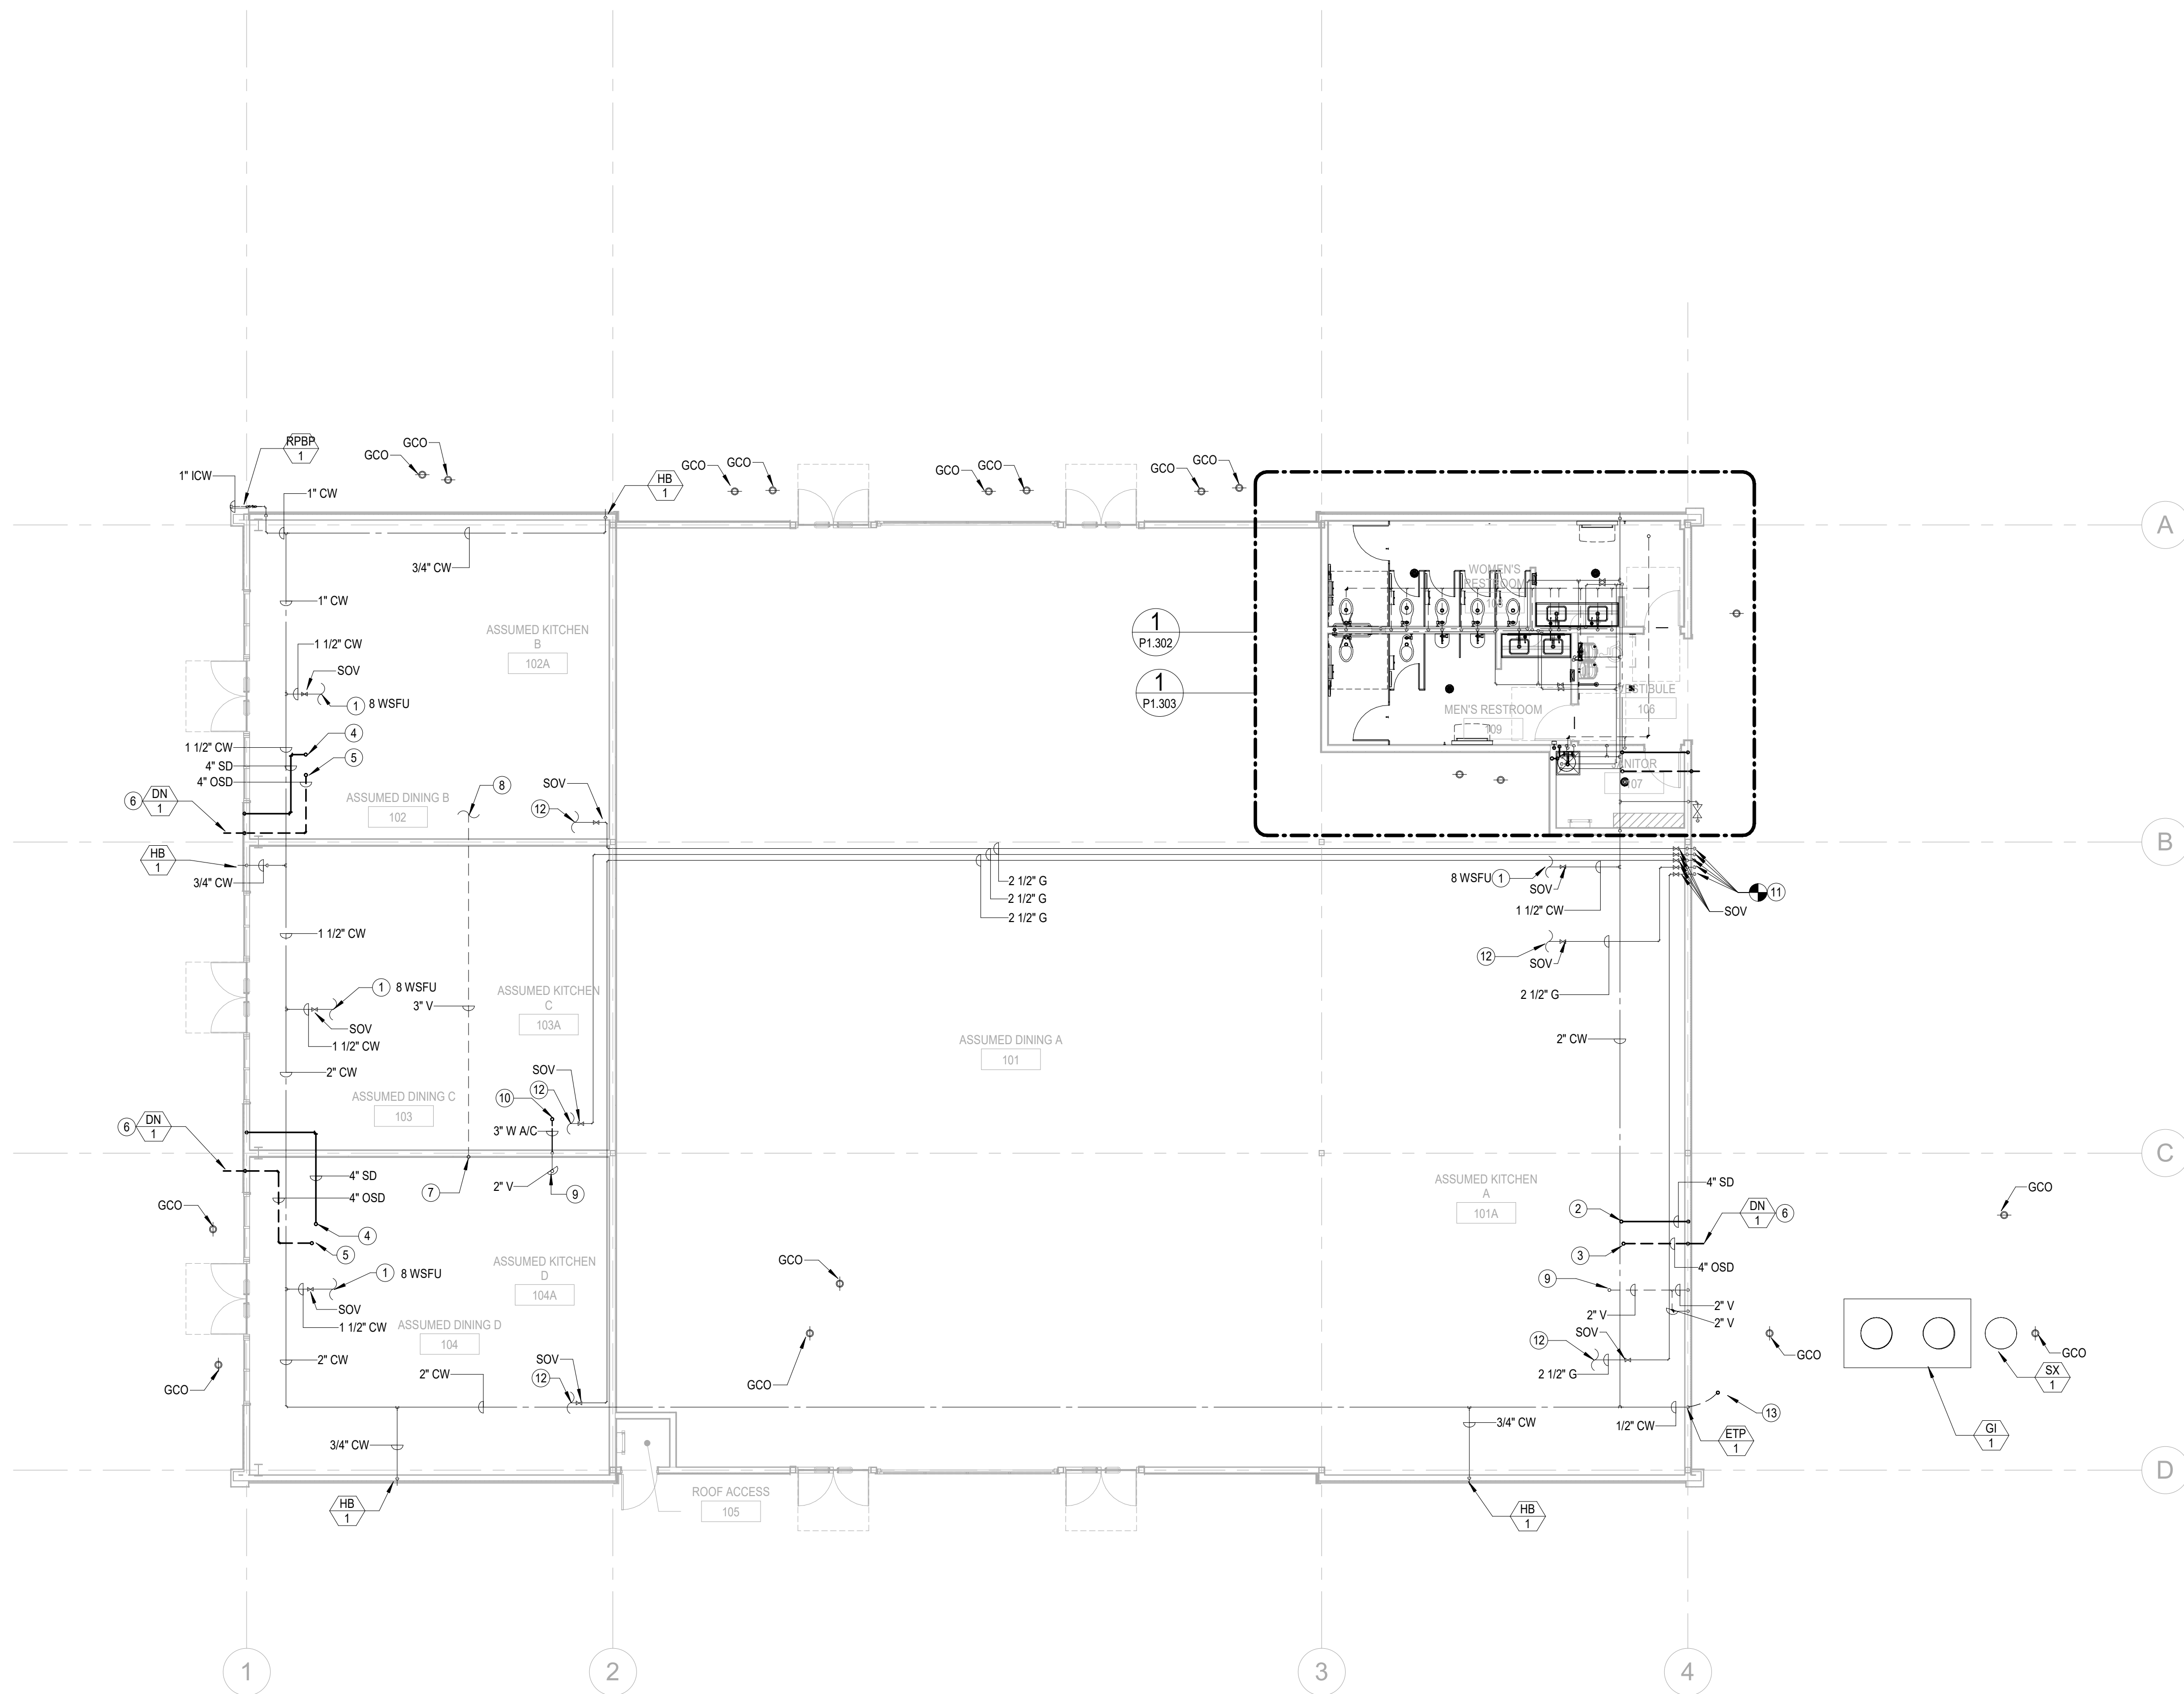 RPBP
1
GCO
GCO
1" ICW
1" CW
HB
1
GCO
GCO
GCO
GCO
GCO
GCO
A
3/4" CW
1" CW
ASSUMED KITCHEN
B
102A
1 1/2" CW
SOV
1
8 WSFU
WOMEN'S
RESTROOM
1
P1.302
1
P1.303
MEN'S RESTROOM
109
VESTIBULE
106
1 1/2" CW
4
4" SD
5
4" OSD
6
DN
1
ASSUMED DINING B
102
8
SOV
12
JANITOR
107
B
HB
1
3/4" CW
2 1/2" G
2 1/2" G
2 1/2" G
8 WSFU
1
SOV
1 1/2" CW
11
SOV
1 1/2" CW
12
SOV
2 1/2" G
1
8 WSFU
3" V
SOV
1 1/2" CW
ASSUMED KITCHEN
C
103A
ASSUMED DINING A
101
2" CW
2" CW
SOV
12
10
ASSUMED DINING C
103
3" W A/C
6
DN
1
C
4" SD
4" OSD
7
2" V
9
ASSUMED KITCHEN
A
101A
4" SD
GCO
GCO
4
5
2
DN
1
6
3
4" OSD
GCO
1
8 WSFU
ASSUMED KITCHEN
D
104A
9
2" V
2" V
2" V
SOV
1 1/2" CW
ASSUMED DINING D
104
12
SOV
GCO
GCO
2" CW
2" CW
SOV
12
GCO
GCO
2 1/2" G
SX
1
3/4" CW
3/4" CW
1/2" CW
13
ETP
1
GI
1
D
HB
1
ROOF ACCESS
105
HB
1
1
2
3
4